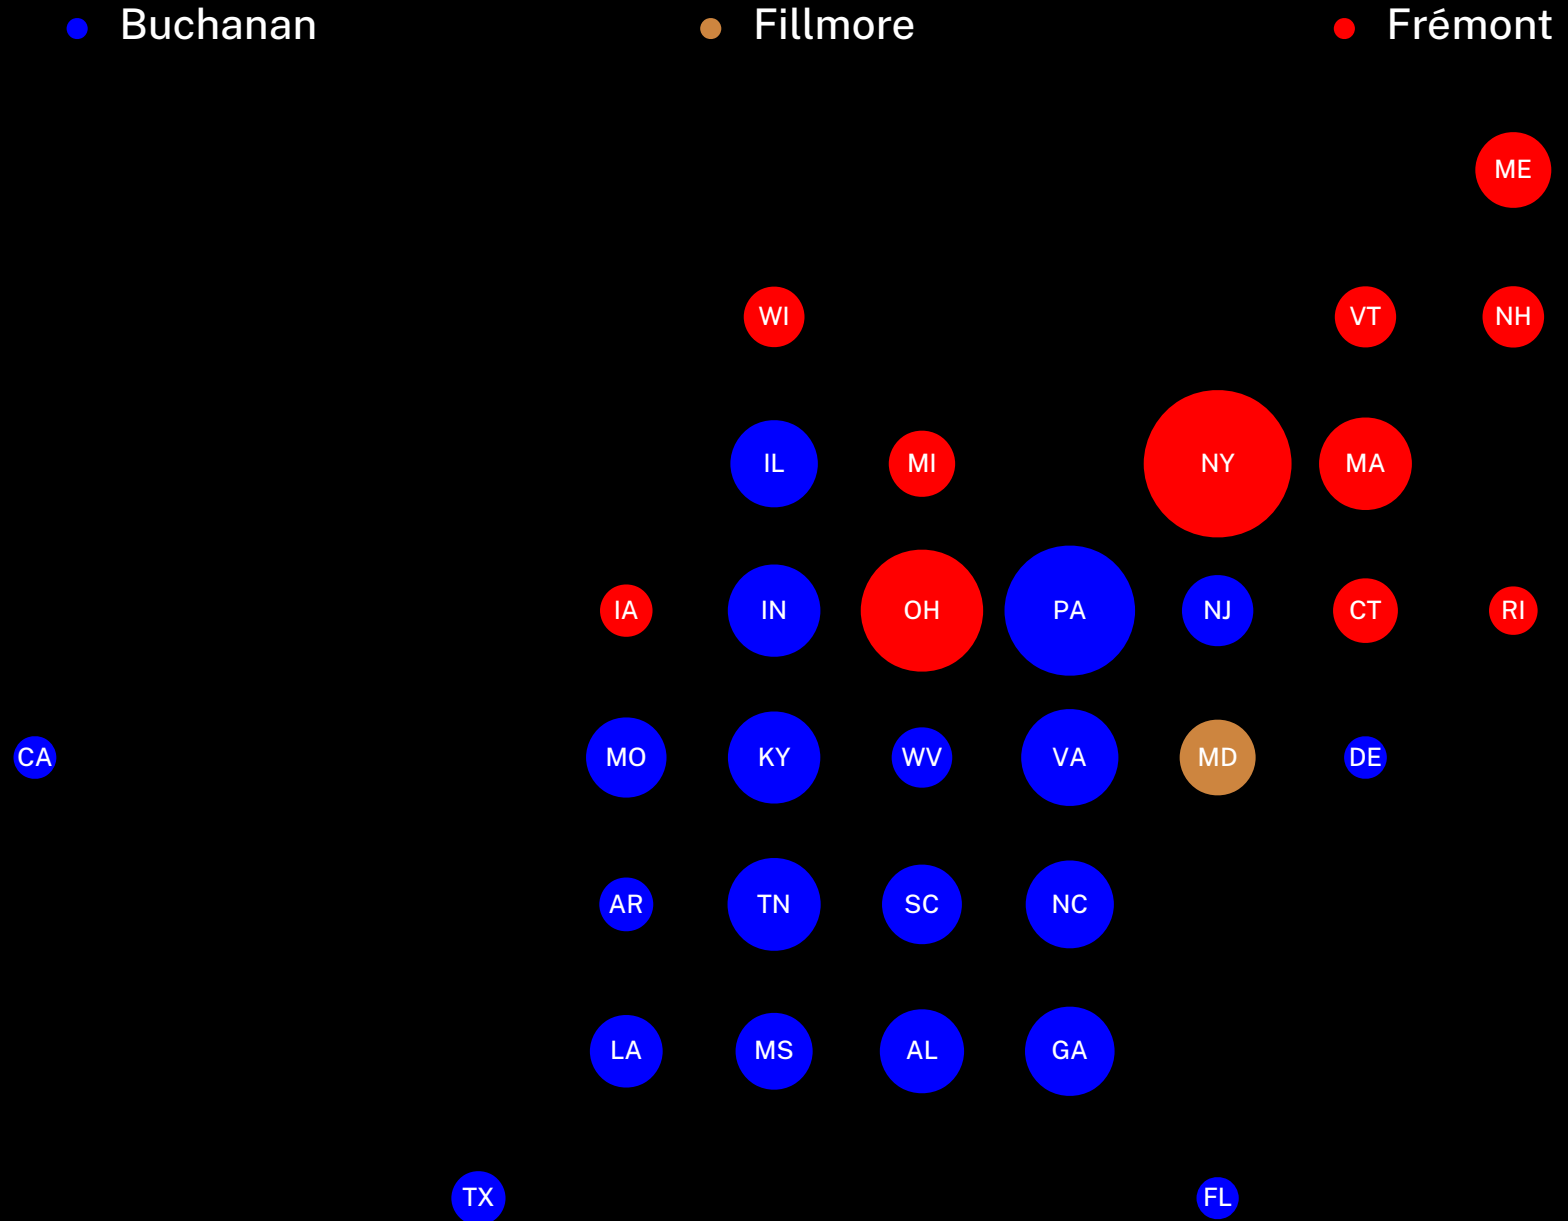 Buchanan Fillmore Frémont
ME
WI VT NH
IL MI NY MA
IA IN OH PA NJ CT RI
CA MO KY WV VA MD DE
AR TN SC NC
LA MS AL GA
TX FL